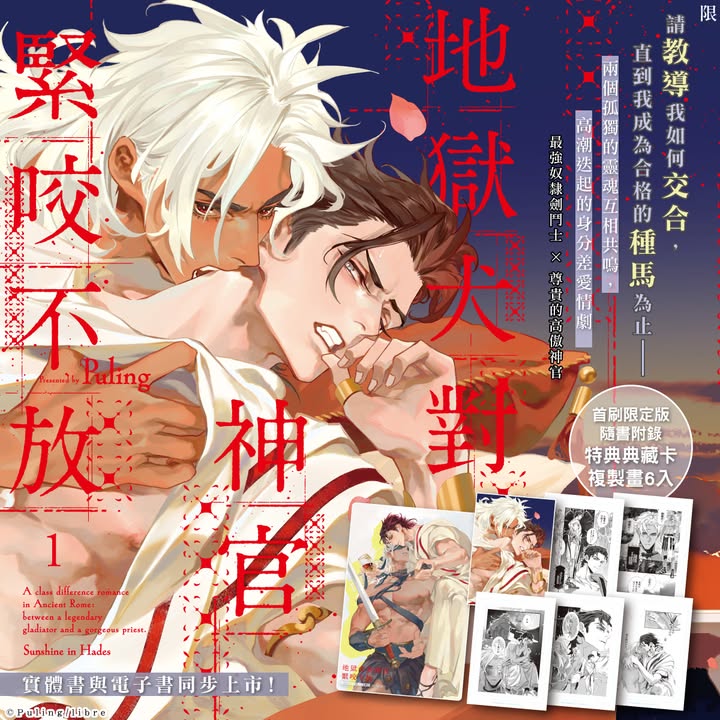 限
請教導我如何交合，
直到我成為合格的種馬為止——
兩個孤獨的靈魂互相共鳴，
高潮迭起的身分差愛情劇
最強奴隸劍鬥士 × 尊貴的高傲神官
地獄犬對
神官
緊咬不放
1
Presented by Puling
A class difference romance
in Ancient Rome:
between a legendary
gladiator and a gorgeous priest.
Sunshine in Hades
首刷限定版
隨書附錄
特典典藏卡
複製畫6入
實體書與電子書同步上市！
©Puling/libre